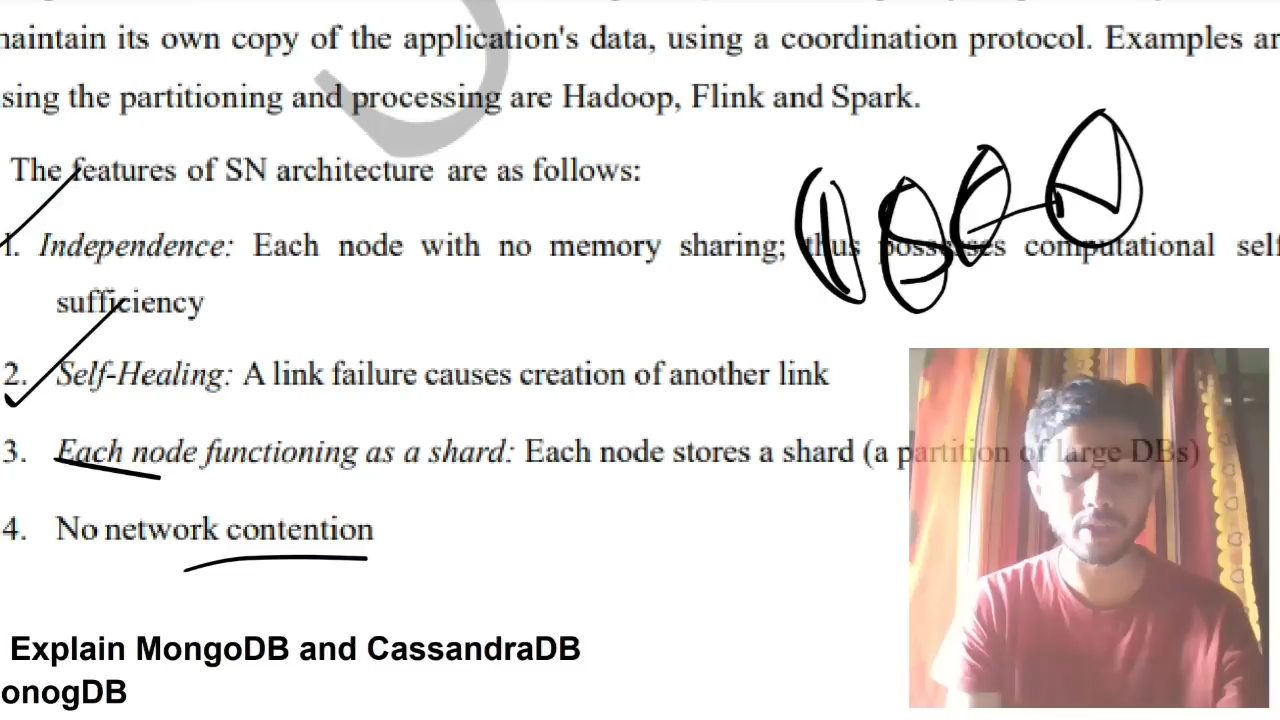 naintain its own copy of the application's data, using a coordination protocol. Examples ar
sing the partitioning and processing are Hadoop, Flink and Spark.
The features of SN architecture are as follows:
1. Independence: Each node with no memory sharing; thus possesses computational self
sufficiency
2. Self-Healing: A link failure causes creation of another link
3. Each node functioning as a shard: Each node stores a shard (a partition of large DBs)
4. No network contention
Explain MongoDB and CassandraDB
onogDB